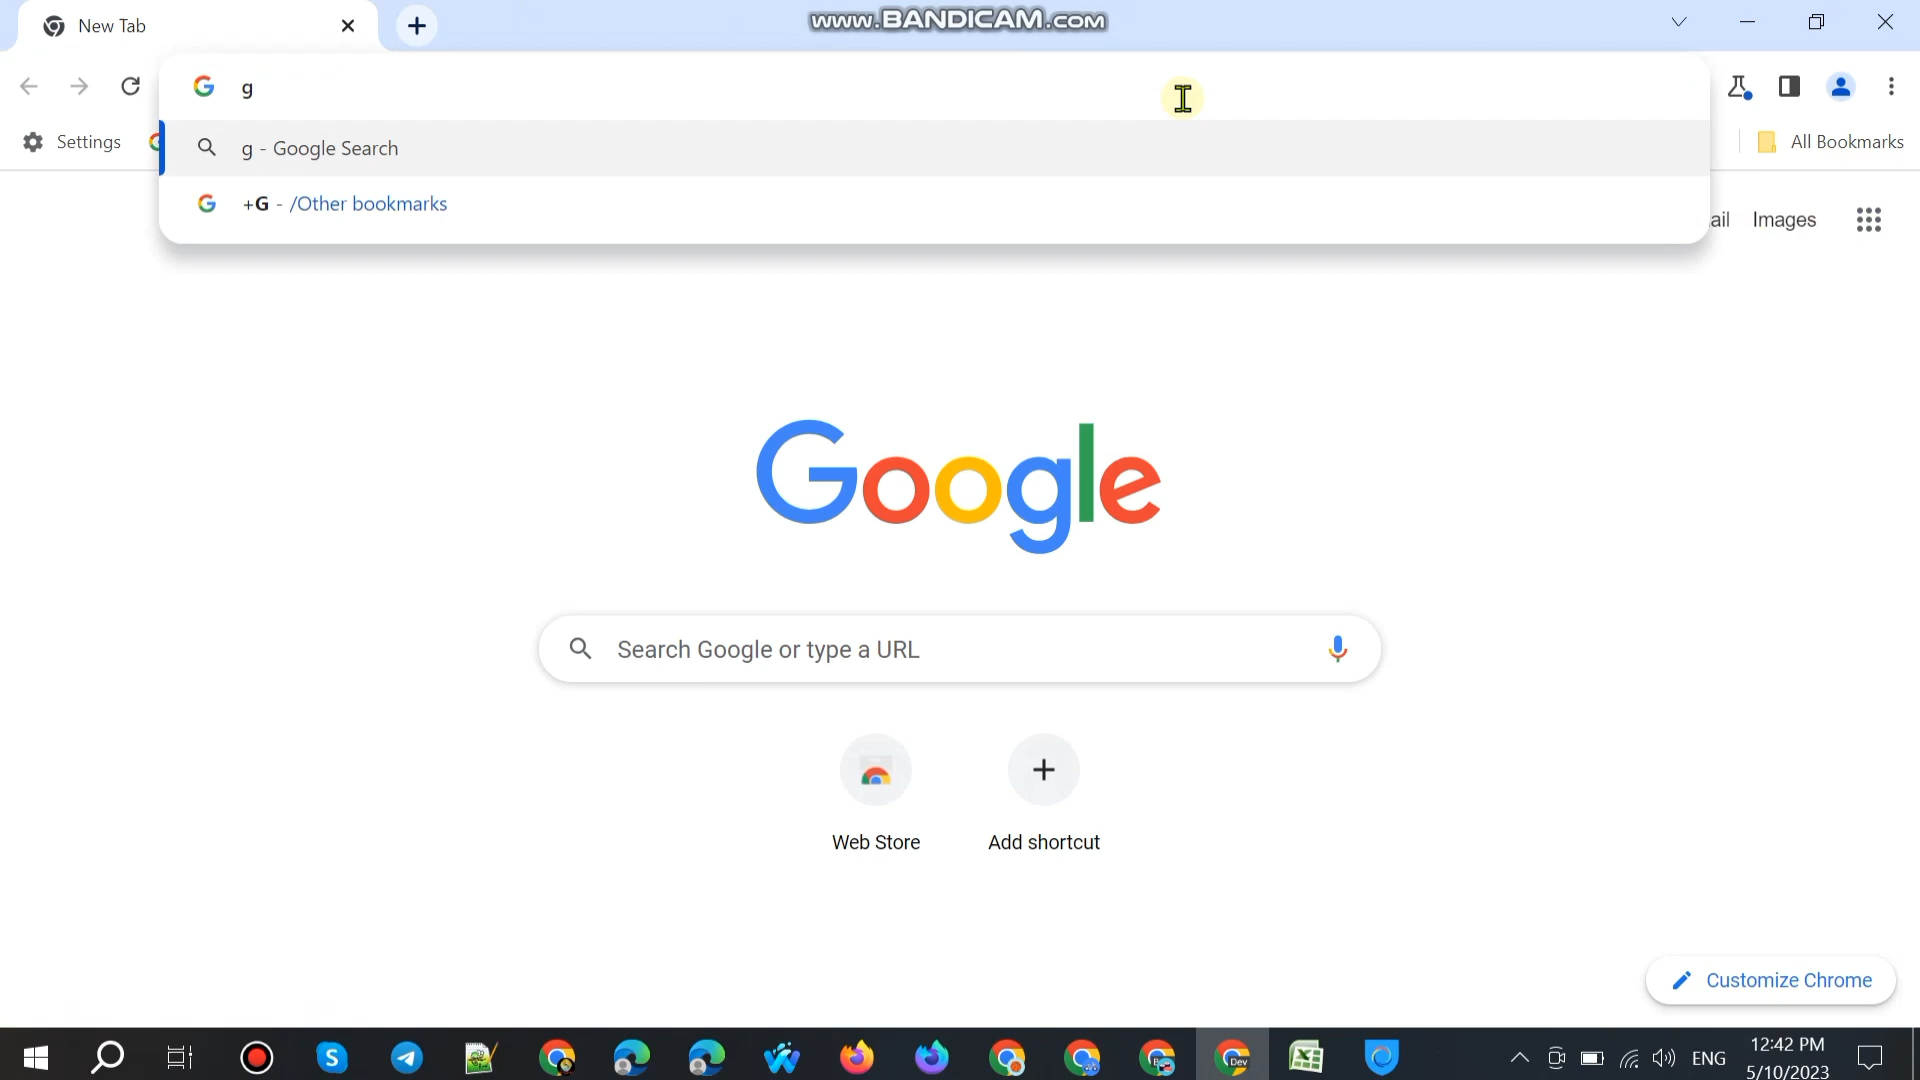 New Tab
www.BANDICAM.com
g
Settings
g - Google Search
All Bookmarks
+G - /Other bookmarks
ail
Images
Google
Search Google or type a URL
Web Store
Add shortcut
Customize Chrome
S
Dev
ENG
12:42 PM
5/10/2023